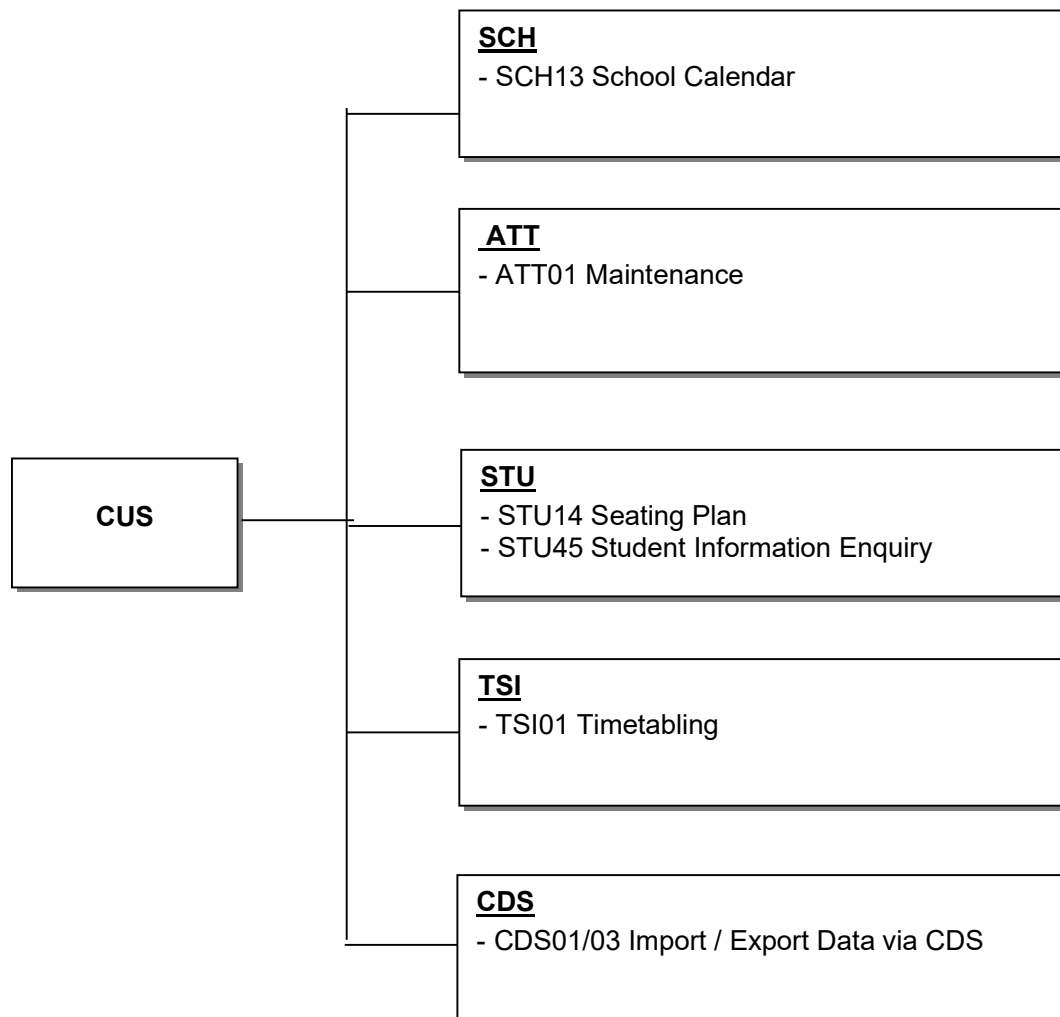 SCH
- SCH13 School Calendar
ATT
- ATT01 Maintenance
CUS
STU
- STU14 Seating Plan
- STU45 Student Information Enquiry
TSI
- TSI01 Timetabling
CDS
- CDS01/03 Import / Export Data via CDS